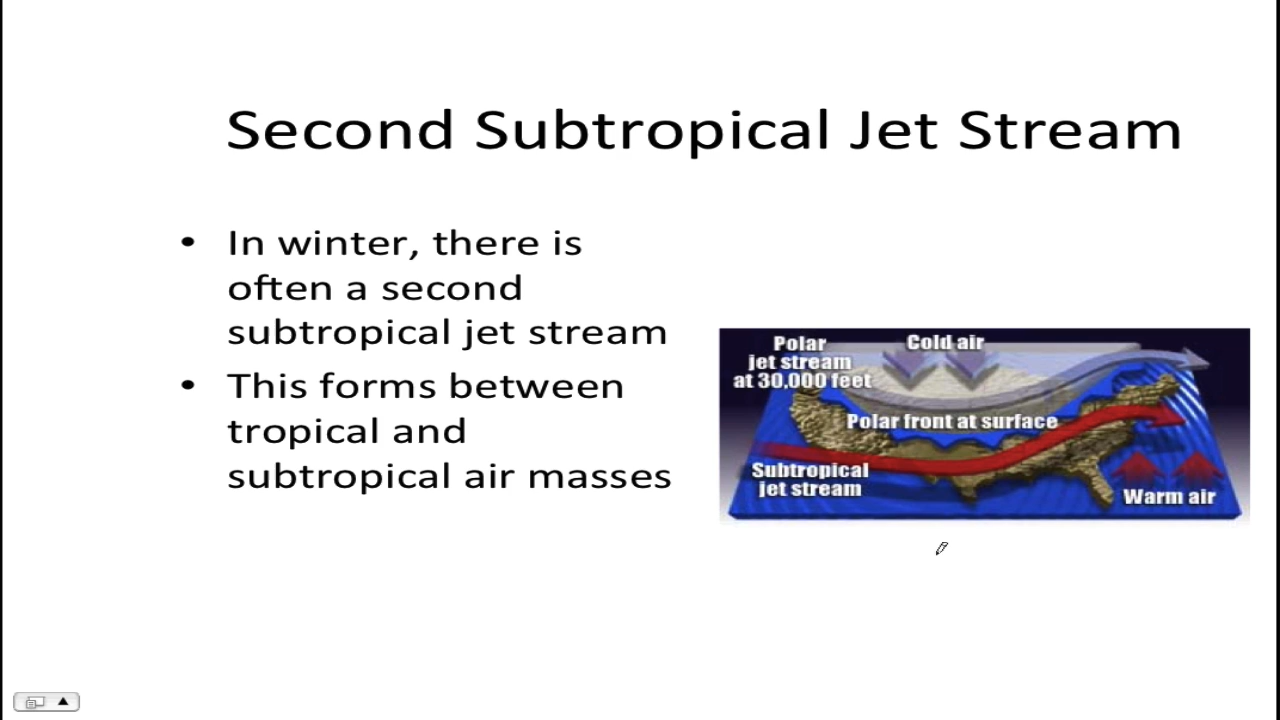 Second Subtropical Jet Stream
• In winter, there is
often a second
subtropical jet stream
• This forms between
tropical and
subtropical air masses
Polar
jet stream
at 30,000 feet
Cold air
Polar front at surface
Subtropical
jet stream
Warm air